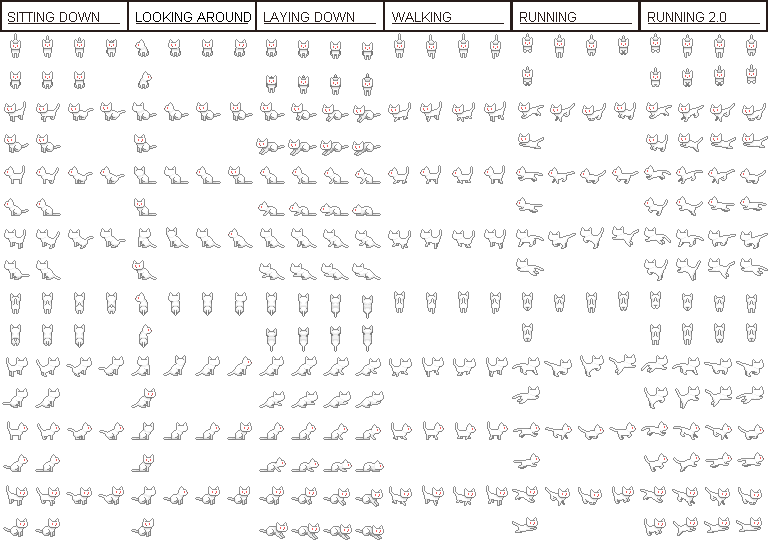 SITTING DOWN
LOOKING AROUND
LAYING DOWN
WALKING
RUNNING
RUNNING 2.0